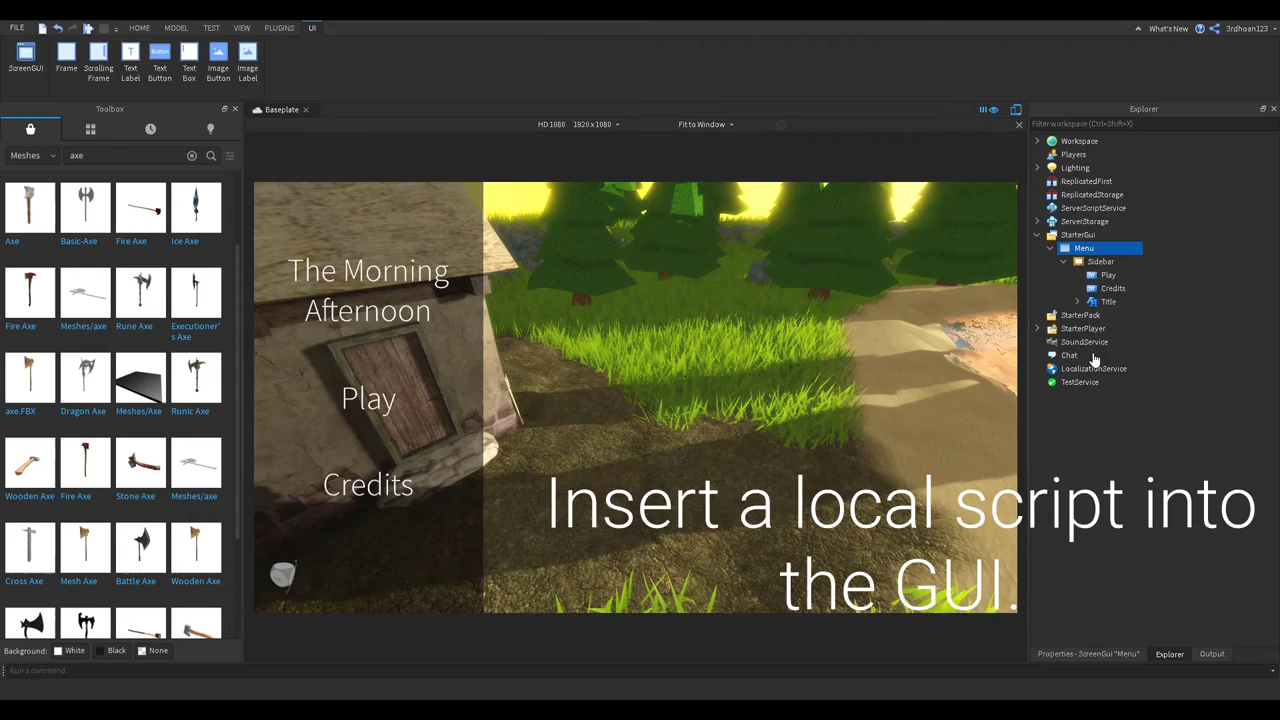 FILE HOME MODEL TEST VIEW PLUGINS UI What's New 3rdhoan123
ScreenGUI Frame Scrolling Frame Text Label Text Button Text Box Image Button Image Label
Button
Toolbox
Baseplate
UI
Explorer
HD 1080 1920 x 1080 Fit to Window
Filter workspace (Ctrl+Shift+X)
Meshes axe
Axe Basic-Axe Fire Axe Ice Axe
Fire Axe Meshes/axe Rune Axe Executioner's Axe
axe.FBX Dragon Axe Meshes/Axe Runic Axe
Wooden Axe Fire Axe Stone Axe Meshes/axe
Cross Axe Mesh Axe Battle Axe Wooden Axe
Background: White Black None
Run a command
The Morning
Afternoon
Play
Credits
Insert a local script into
the GUI.
Workspace
Players
Lighting
ReplicatedFirst
ReplicatedStorage
ServerScriptService
ServerStorage
StarterGui
Menu
Sidebar
Play
Credits
Title
StarterPack
StarterPlayer
SoundService
Chat
LocalizationService
TestService
Properties - ScreenGui "Menu" Explorer Output